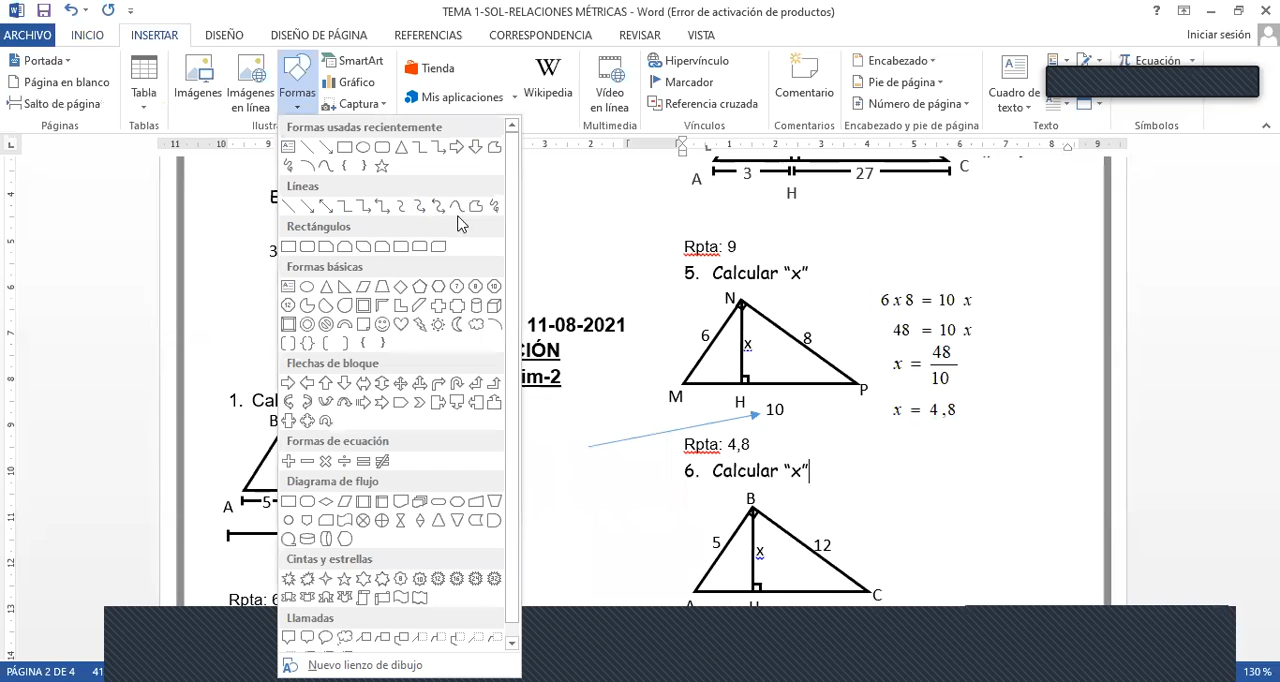 TEMA 1-SOL-RELACIONES MÉTRICAS - Word (Error de activación de productos)
ARCHIVO INICIO INSERTAR DISEÑO DISEÑO DE PÁGINA REFERENCIAS CORRESPONDENCIA REVISAR VISTA Iniciar sesión
Portada
Página en blanco
Salto de página
Páginas
Tabla
Tablas
Imágenes
Imágenes en línea
Formas
SmartArt
Gráfico
Captura
Ilustr
Tienda
Mis aplicaciones
Wikipedia
Vídeo en línea
Multimedia
Hipervínculo
Marcador
Referencia cruzada
Vínculos
Comentario
Comentarios
Encabezado
Pie de página
Número de página
Encabezado y pie de página
Cuadro de texto
Texto
Ecuación
Símbolos
Formas usadas recientemente
Líneas
Rectángulos
Formas básicas
Flechas de bloque
Formas de ecuación
Diagrama de flujo
Cintas y estrellas
Llamadas
Nuevo lienzo de dibujo
11-08-2021
CIÓN
im-2
1. Cal
B
A 5
Rpta: 6
A 3 27 C
H
Rpta: 9
5. Calcular “x”
N
6 x 8
M H P
10
6 x 8 = 10 x
48 = 10 x
x = 48
10
x = 4,8
Rpta: 4,8
6. Calcular “x”
B
5 x 12
C
PÁGINA 2 DE 4 41
130 %